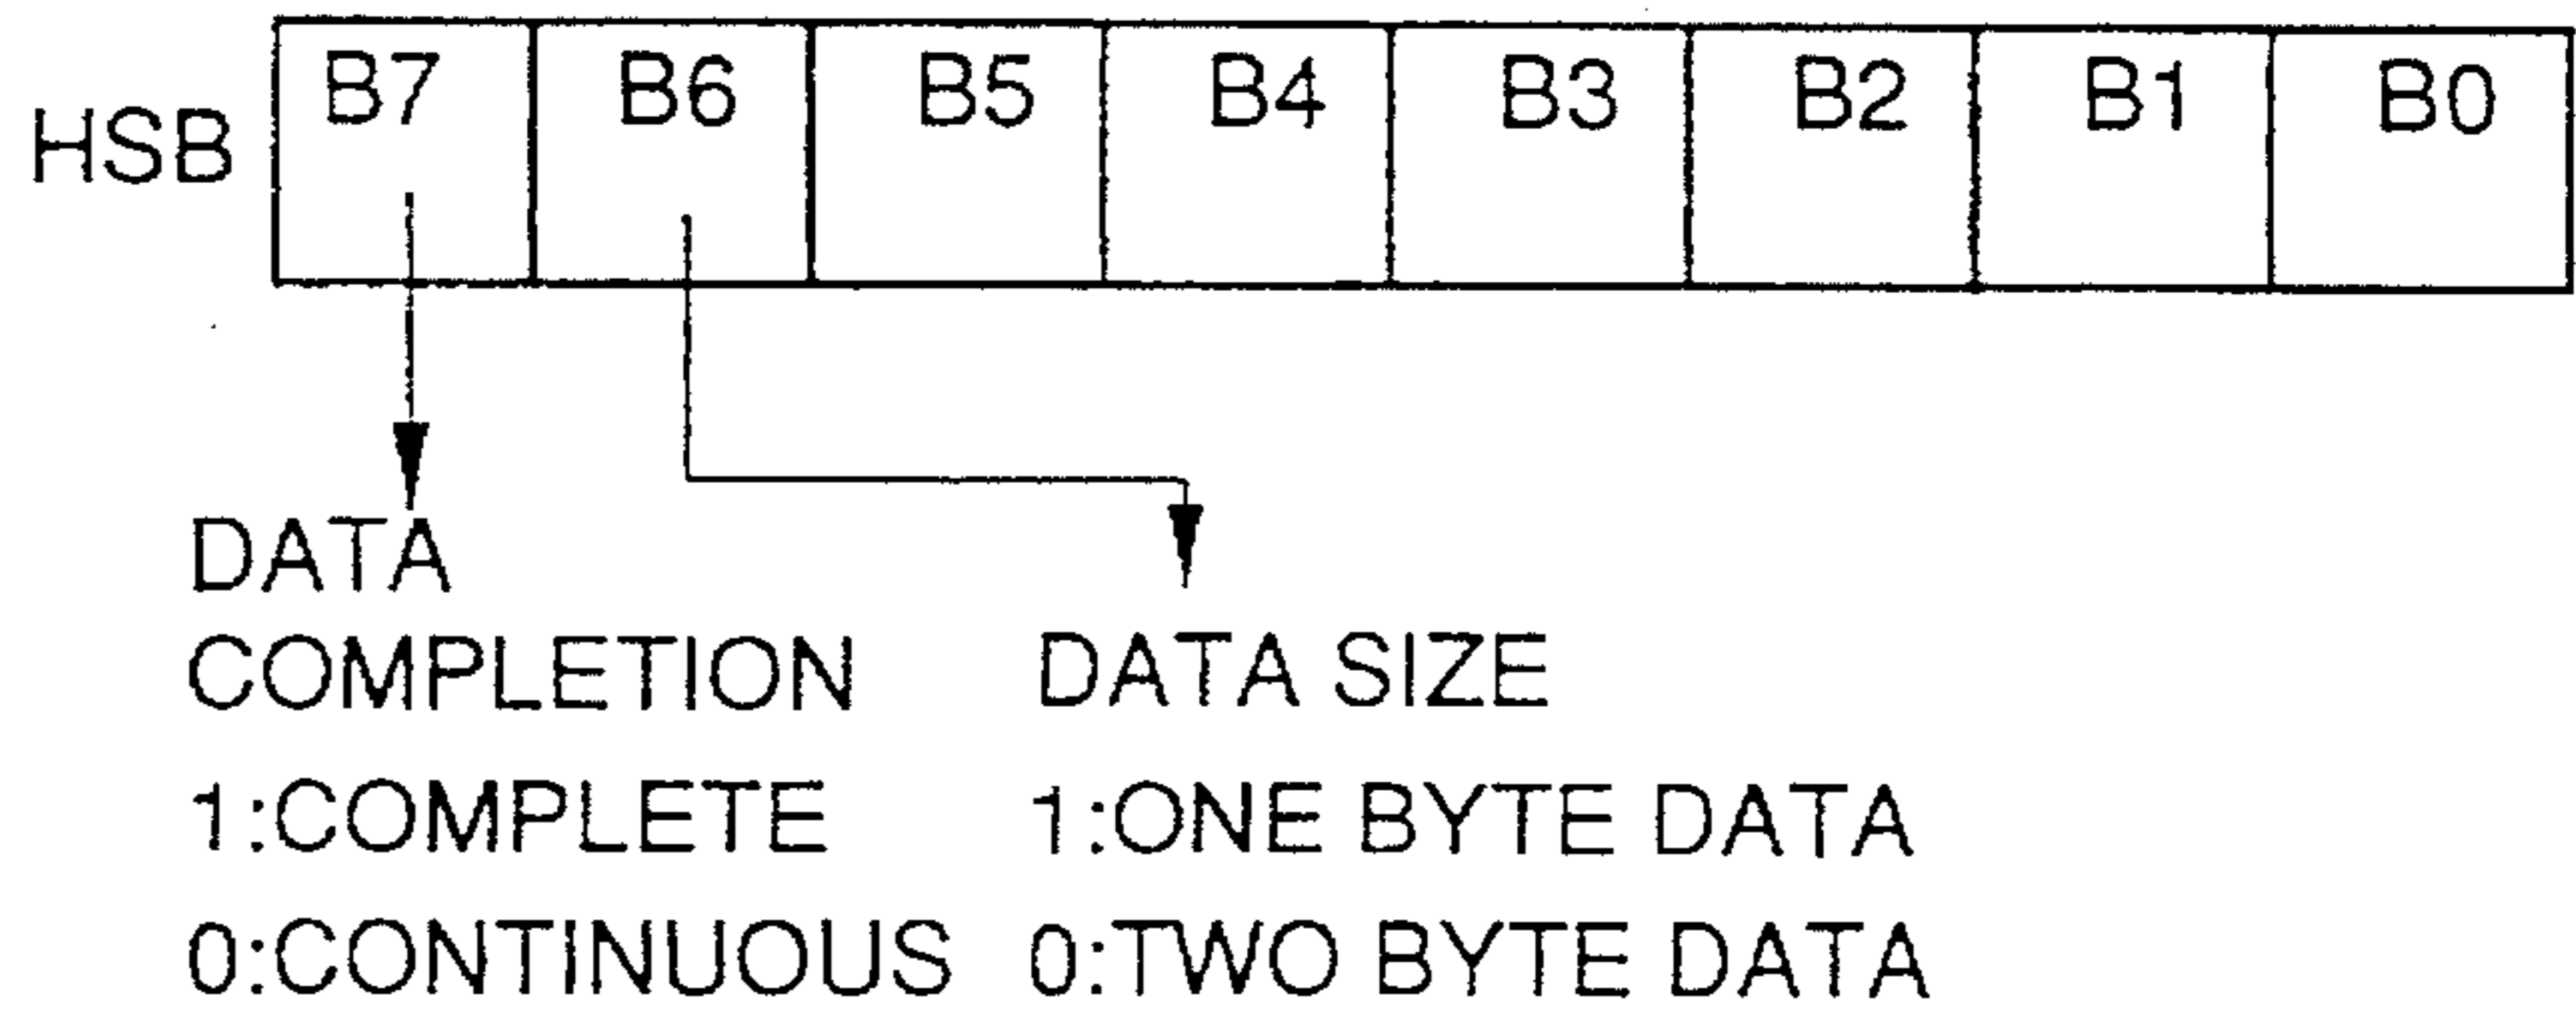 HSB B7 B6 B5 B4 B3 B2 B1 B0
DATA
COMPLETION
1:COMPLETE
0:CONTINUOUS
DATA SIZE
1:ONE BYTE DATA
0:TWO BYTE DATA